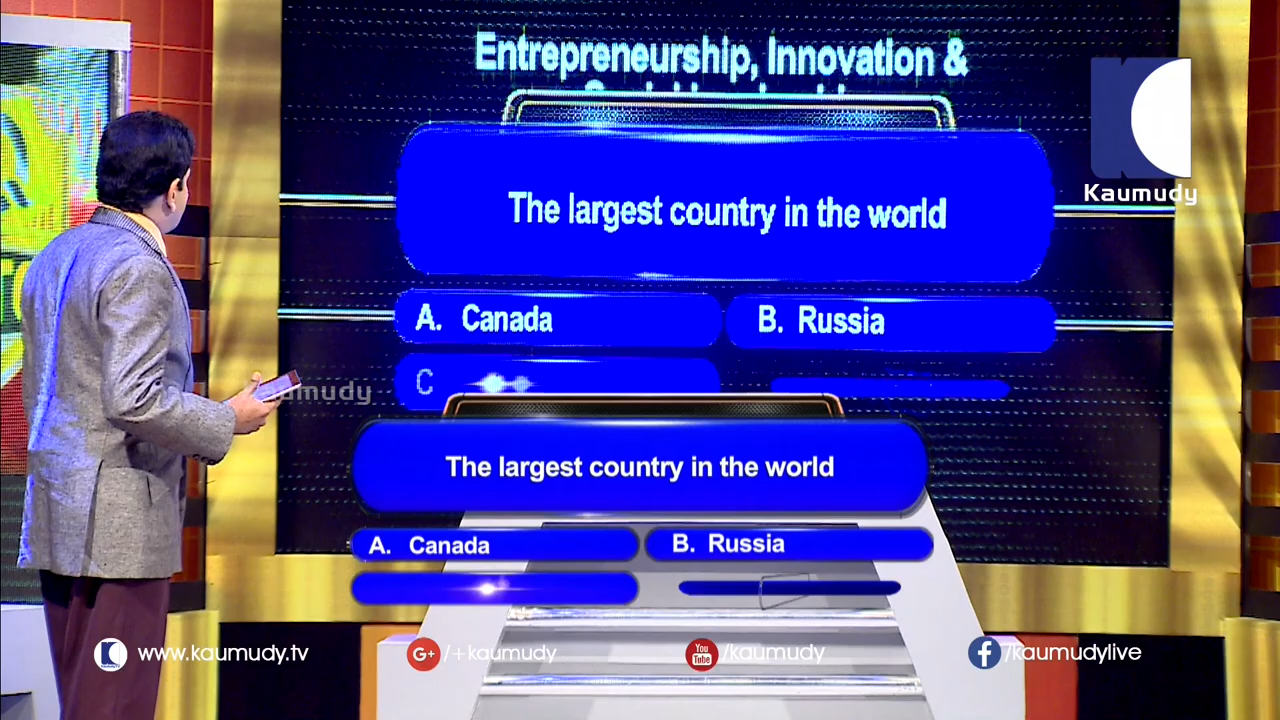 Entrepreneurship, Innovation &
The largest country in the world
Kaumudy
A. Canada
B. Russia
C
The largest country in the world
A. Canada
B. Russia
www.kaumudy.tv
G+ /+kaumudy
You Tube /kaumudy
f /kaumudylive